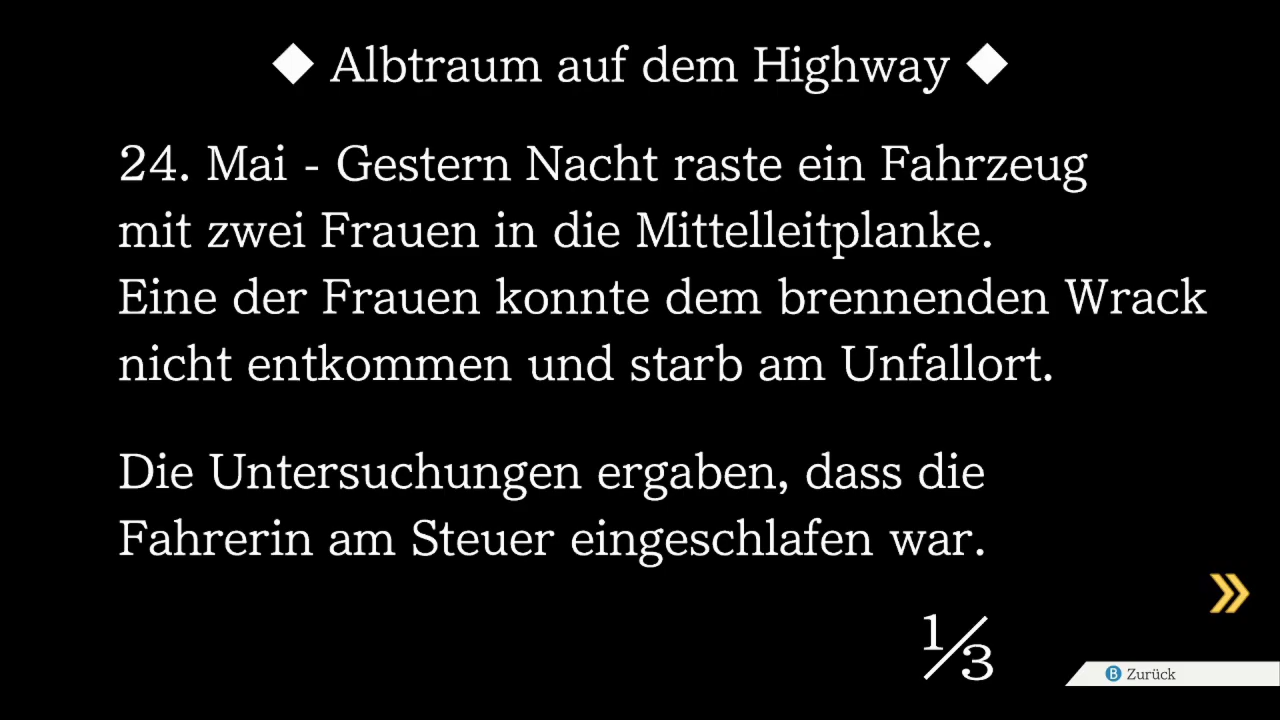 ◆ Albtraum auf dem Highway ◆
24. Mai - Gestern Nacht raste ein Fahrzeug
mit zwei Frauen in die Mittelleitplanke.
Eine der Frauen konnte dem brennenden Wrack
nicht entkommen und starb am Unfallort.
Die Untersuchungen ergaben, dass die
Fahrerin am Steuer eingeschlafen war.
1/3
B Zurück